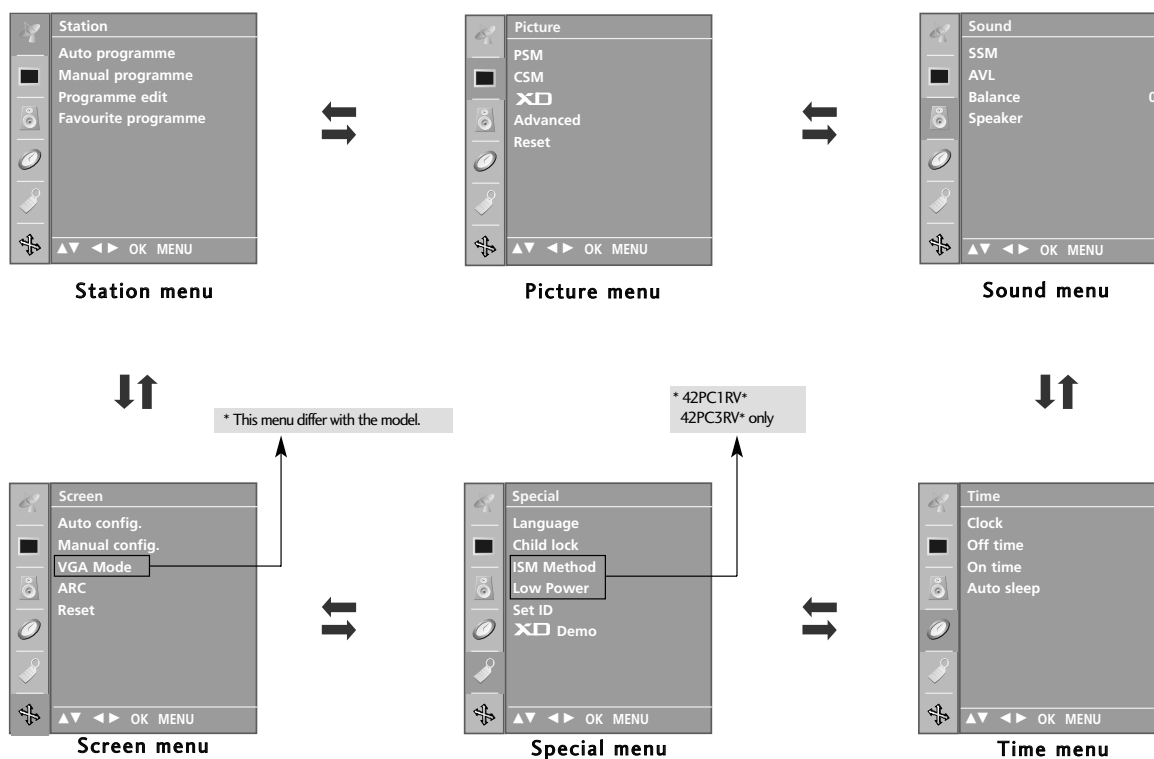 Station
Auto programme
Manual programme
Programme edit
Favourite programme
▲▼ ◄► OK MENU
Station menu
Picture
PSM
CSM
XD
Advanced
Reset
▲▼ ◄► OK MENU
Picture menu
Sound
SSM
AVL
Balance 0
Speaker
▲▼ ◄► OK MENU
Sound menu
* This menu differ with the model.
* 42PC1RV*
42PC3RV* only
Screen
Auto config.
Manual config.
VGA Mode
ARC
Reset
▲▼ ◄► OK MENU
Screen menu
Special
Language
Child lock
ISM Method
Low Power
Set ID
XD Demo
▲▼ ◄► OK MENU
Special menu
Time
Clock
Off time
On time
Auto sleep
▲▼ ◄► OK MENU
Time menu